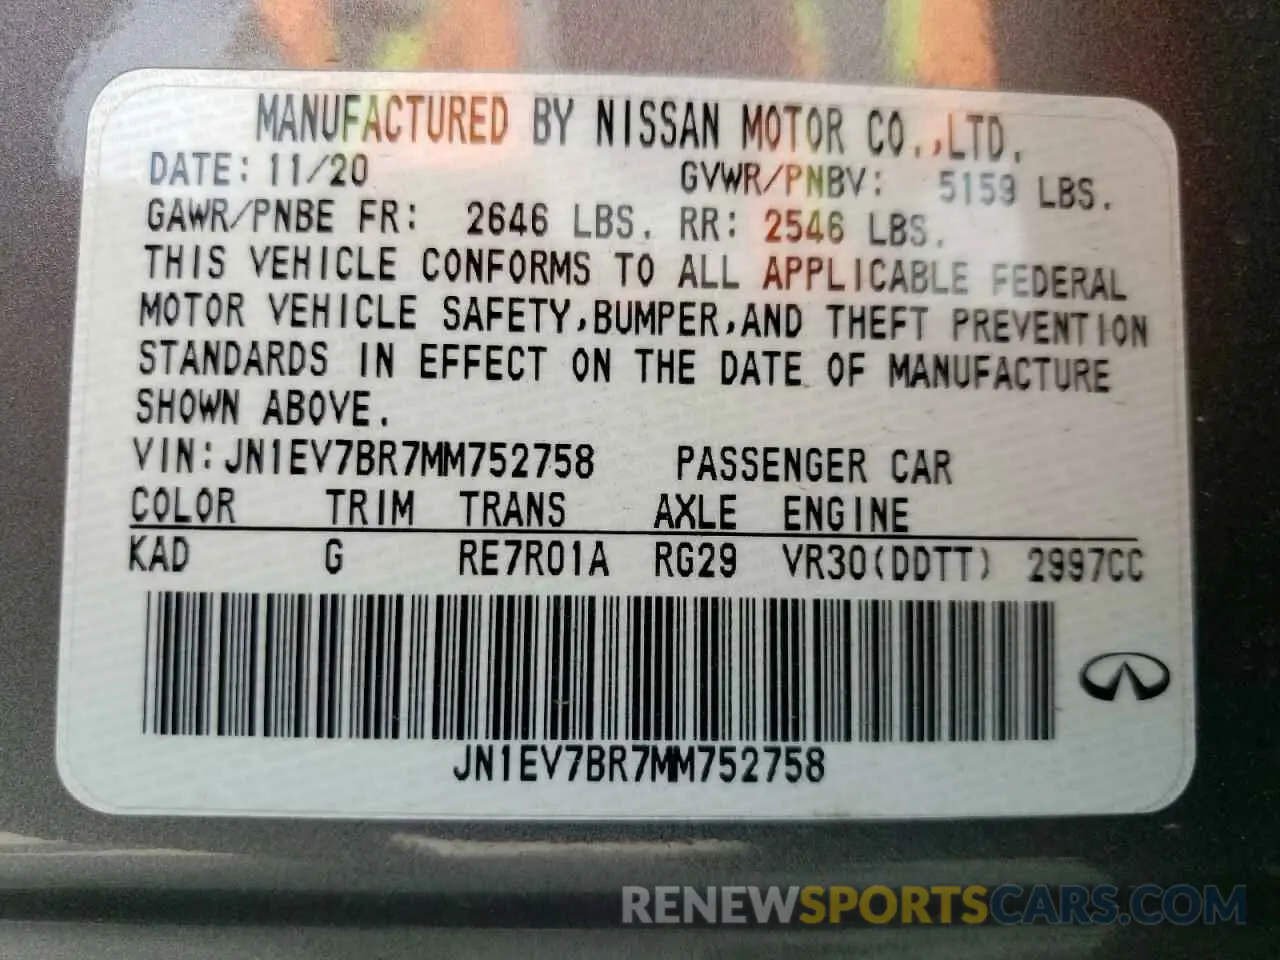 MANUFACTURED BY NISSAN MOTOR CO.,LTD.
DATE: 11/20 GVWR/PNBV: 5159 LBS.
GAWR/PNBE FR: 2646 LBS. RR: 2546 LBS.
THIS VEHICLE CONFORMS TO ALL APPLICABLE FEDERAL
MOTOR VEHICLE SAFETY,BUMPER,AND THEFT PREVENTION
STANDARDS IN EFFECT ON THE DATE OF MANUFACTURE
SHOWN ABOVE.
VIN:JN1EV7BR7MM752758 PASSENGER CAR
COLOR TRIM TRANS AXLE ENGINE
KAD G RE7R01A RG29 VR30(DDTT) 2997CC
JN1EV7BR7MM752758
RENEWSPORTSCARS.COM